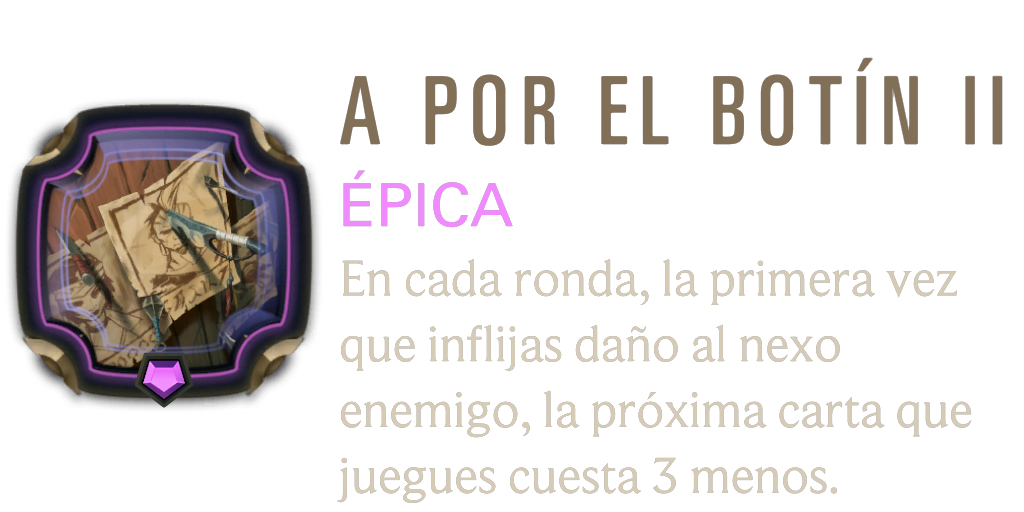 A POR EL BOTÍN II
ÉPICA
En cada ronda, la primera vez
que inflijas daño al nexo
enemigo, la próxima carta que
juegues cuesta 3 menos.